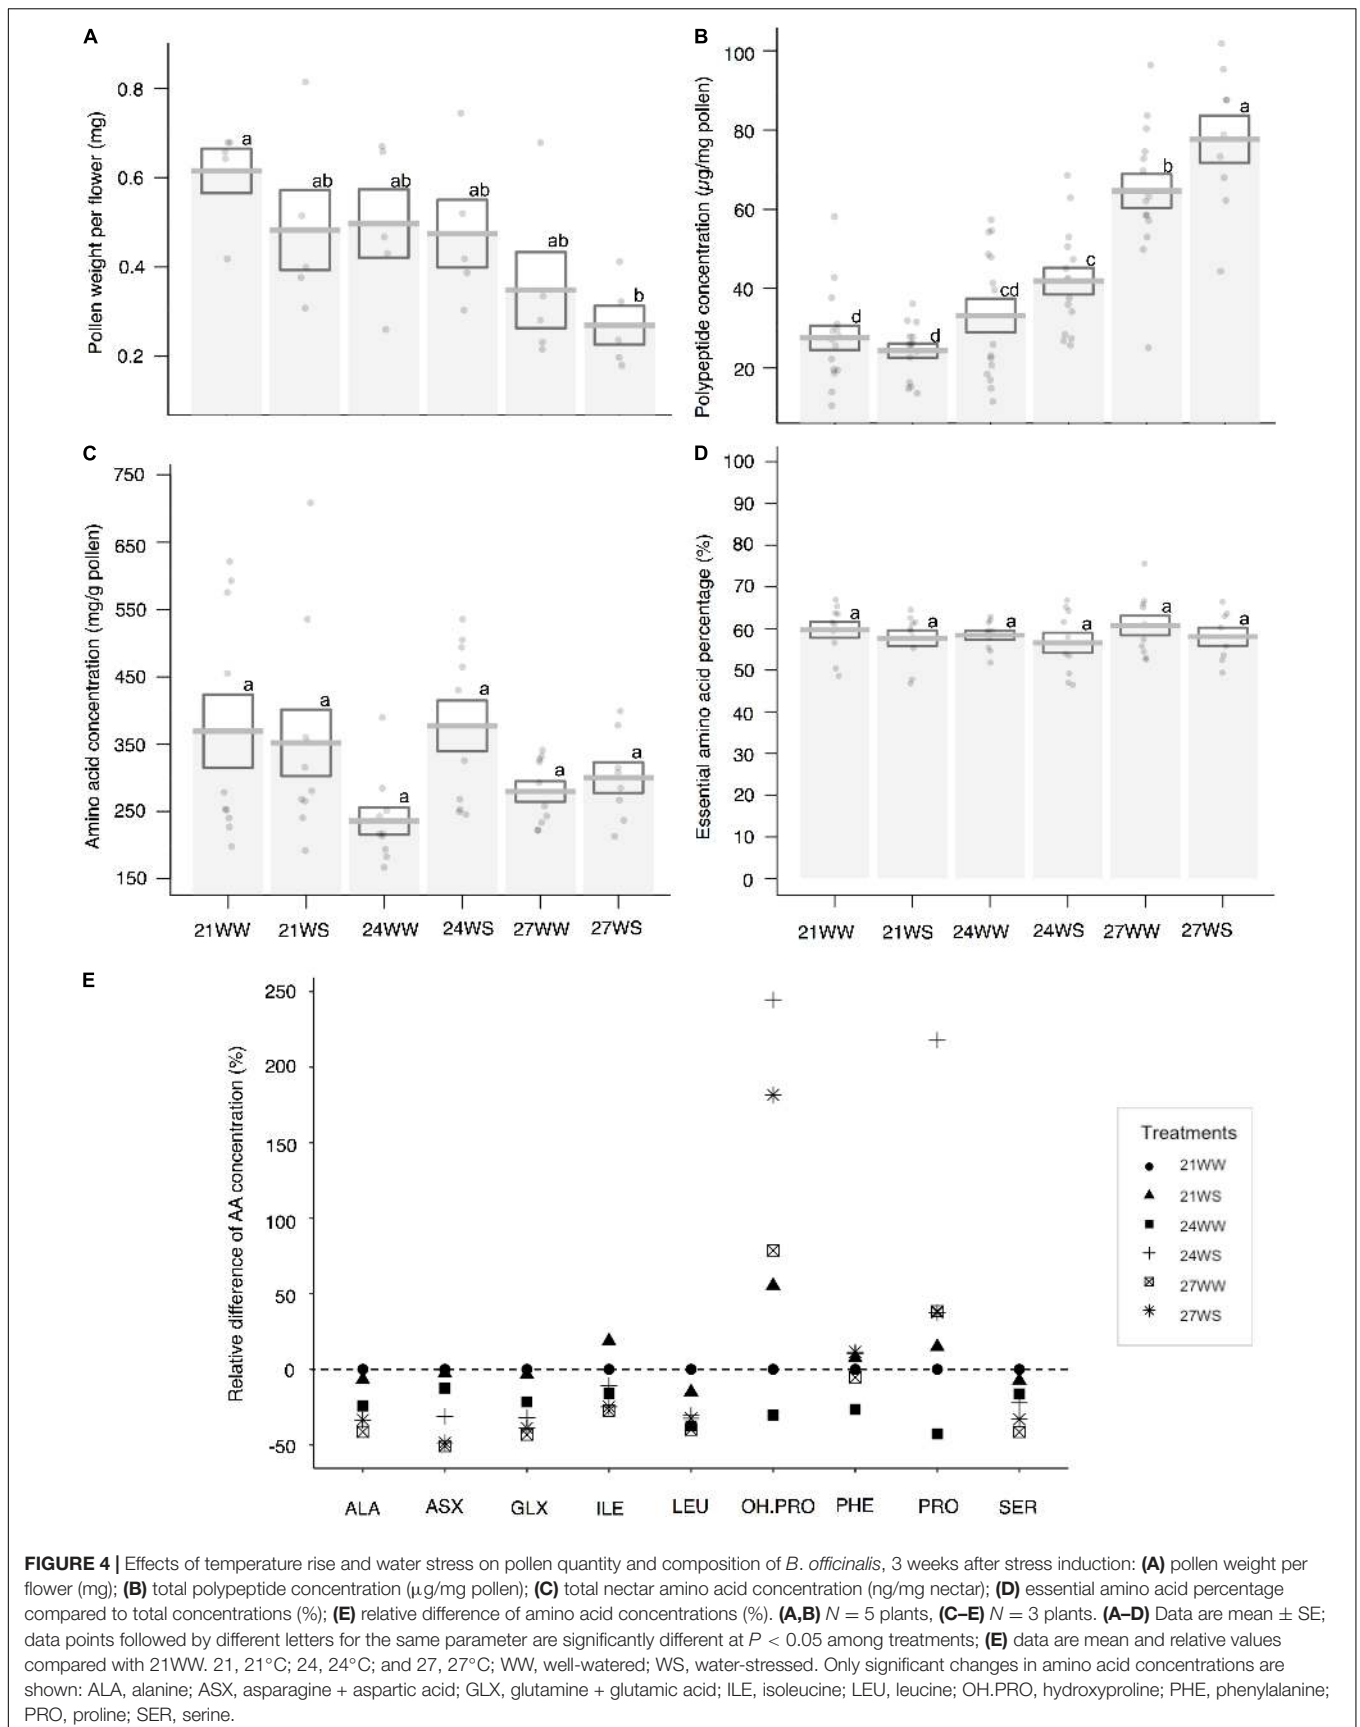 A
Pollen weight per flower (mg)
0.8
0.6
0.4
0.2
a
ab
ab
ab
ab
b
B
Polypeptide concentration (µg/mg pollen)
100
80
60
40
20
d
d
cd
c
b
a
C
Amino acid concentration (mg/g pollen)
750
650
550
450
350
250
150
a
a
a
a
a
a
21WW 21WS 24WW 24WS 27WW 27WS
D
Essential amino acid percentage (%)
100
90
80
70
60
50
40
30
20
10
0
a
a
a
a
a
a
21WW 21WS 24WW 24WS 27WW 27WS
E
Relative difference of AA concentration (%)
250
200
150
100
50
0
-50
ALA ASX GLX ILE LEU OH.PRO PHE PRO SER
Treatments
21WW
21WS
24WW
24WS
27WW
27WS
FIGURE 4 | Effects of temperature rise and water stress on pollen quantity and composition of B. officinalis, 3 weeks after stress induction: (A) pollen weight per
flower (mg); (B) total polypeptide concentration (µg/mg pollen); (C) total nectar amino acid concentration (ng/mg nectar); (D) essential amino acid percentage
compared to total concentrations (%); (E) relative difference of amino acid concentrations (%). (A,B) N = 5 plants, (C–E) N = 3 plants. (A–D) Data are mean ± SE;
data points followed by different letters for the same parameter are significantly different at P < 0.05 among treatments; (E) data are mean and relative values
compared with 21WW. 21, 21°C; 24, 24°C; and 27, 27°C; WW, well-watered; WS, water-stressed. Only significant changes in amino acid concentrations are
shown: ALA, alanine; ASX, asparagine + aspartic acid; GLX, glutamine + glutamic acid; ILE, isoleucine; LEU, leucine; OH.PRO, hydroxyproline; PHE, phenylalanine;
PRO, proline; SER, serine.